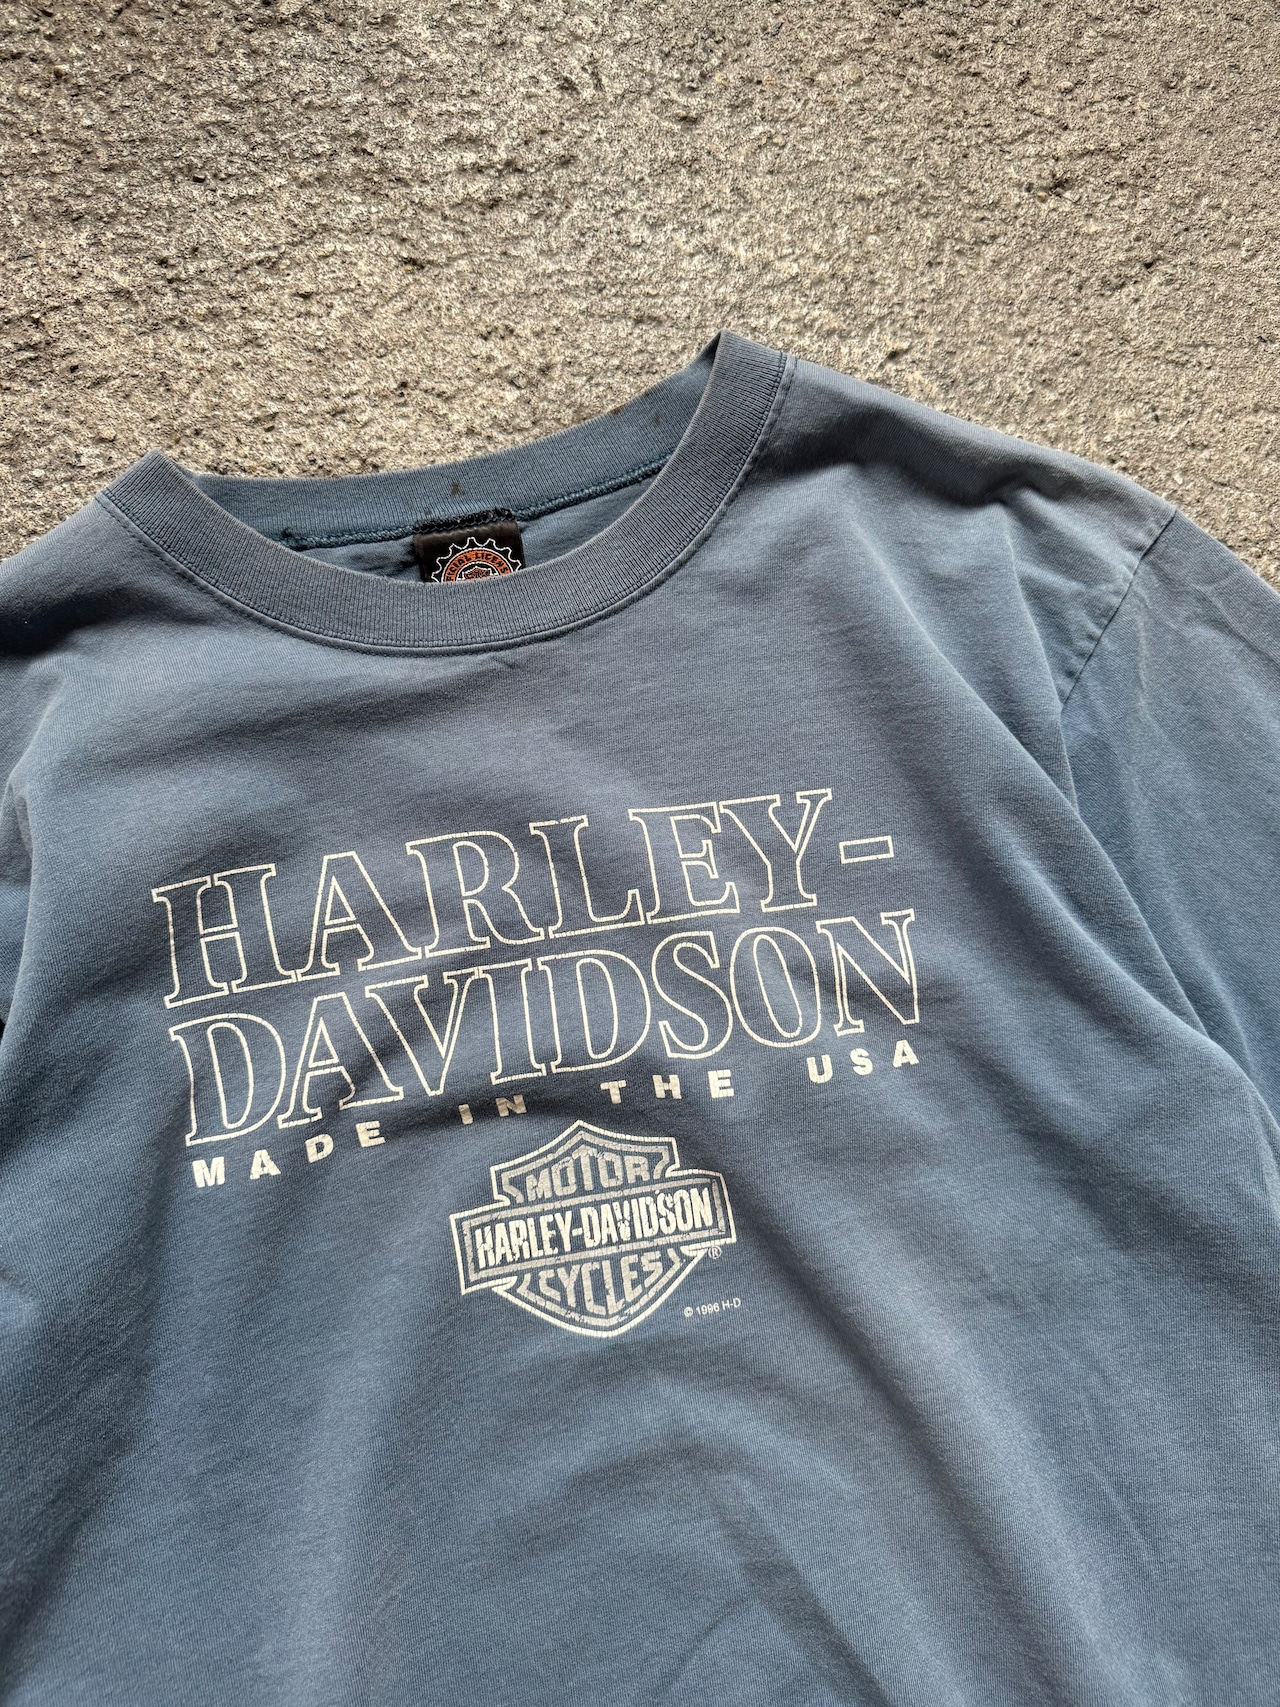 HARLEY-
DAVIDSON
MADE IN THE USA
MOTOR
HARLEY-DAVIDSON
CYCLES
®
© 1996 H-D